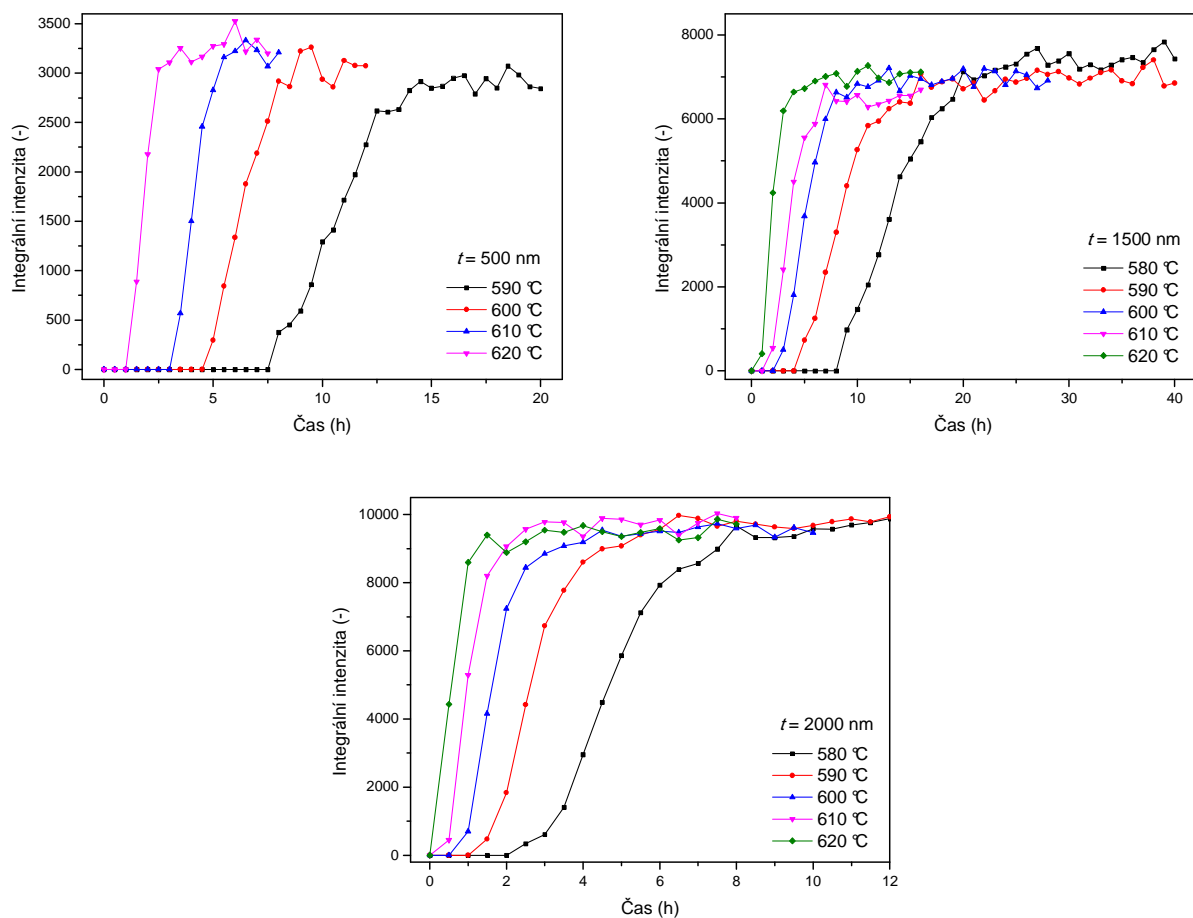 3500
3000
2500
2000
1500
1000
500
0
Integrální intenzita (-)
t = 500 nm
590 °C
600 °C
610 °C
620 °C
0 5 10 15 20
Čas (h)
8000
6000
4000
2000
0
Integrální intenzita (-)
t = 1500 nm
580 °C
590 °C
600 °C
610 °C
620 °C
0 10 20 30 40
Čas (h)
10000
8000
6000
4000
2000
0
Integrální intenzita (-)
t = 2000 nm
580 °C
590 °C
600 °C
610 °C
620 °C
0 2 4 6 8 10 12
Čas (h)